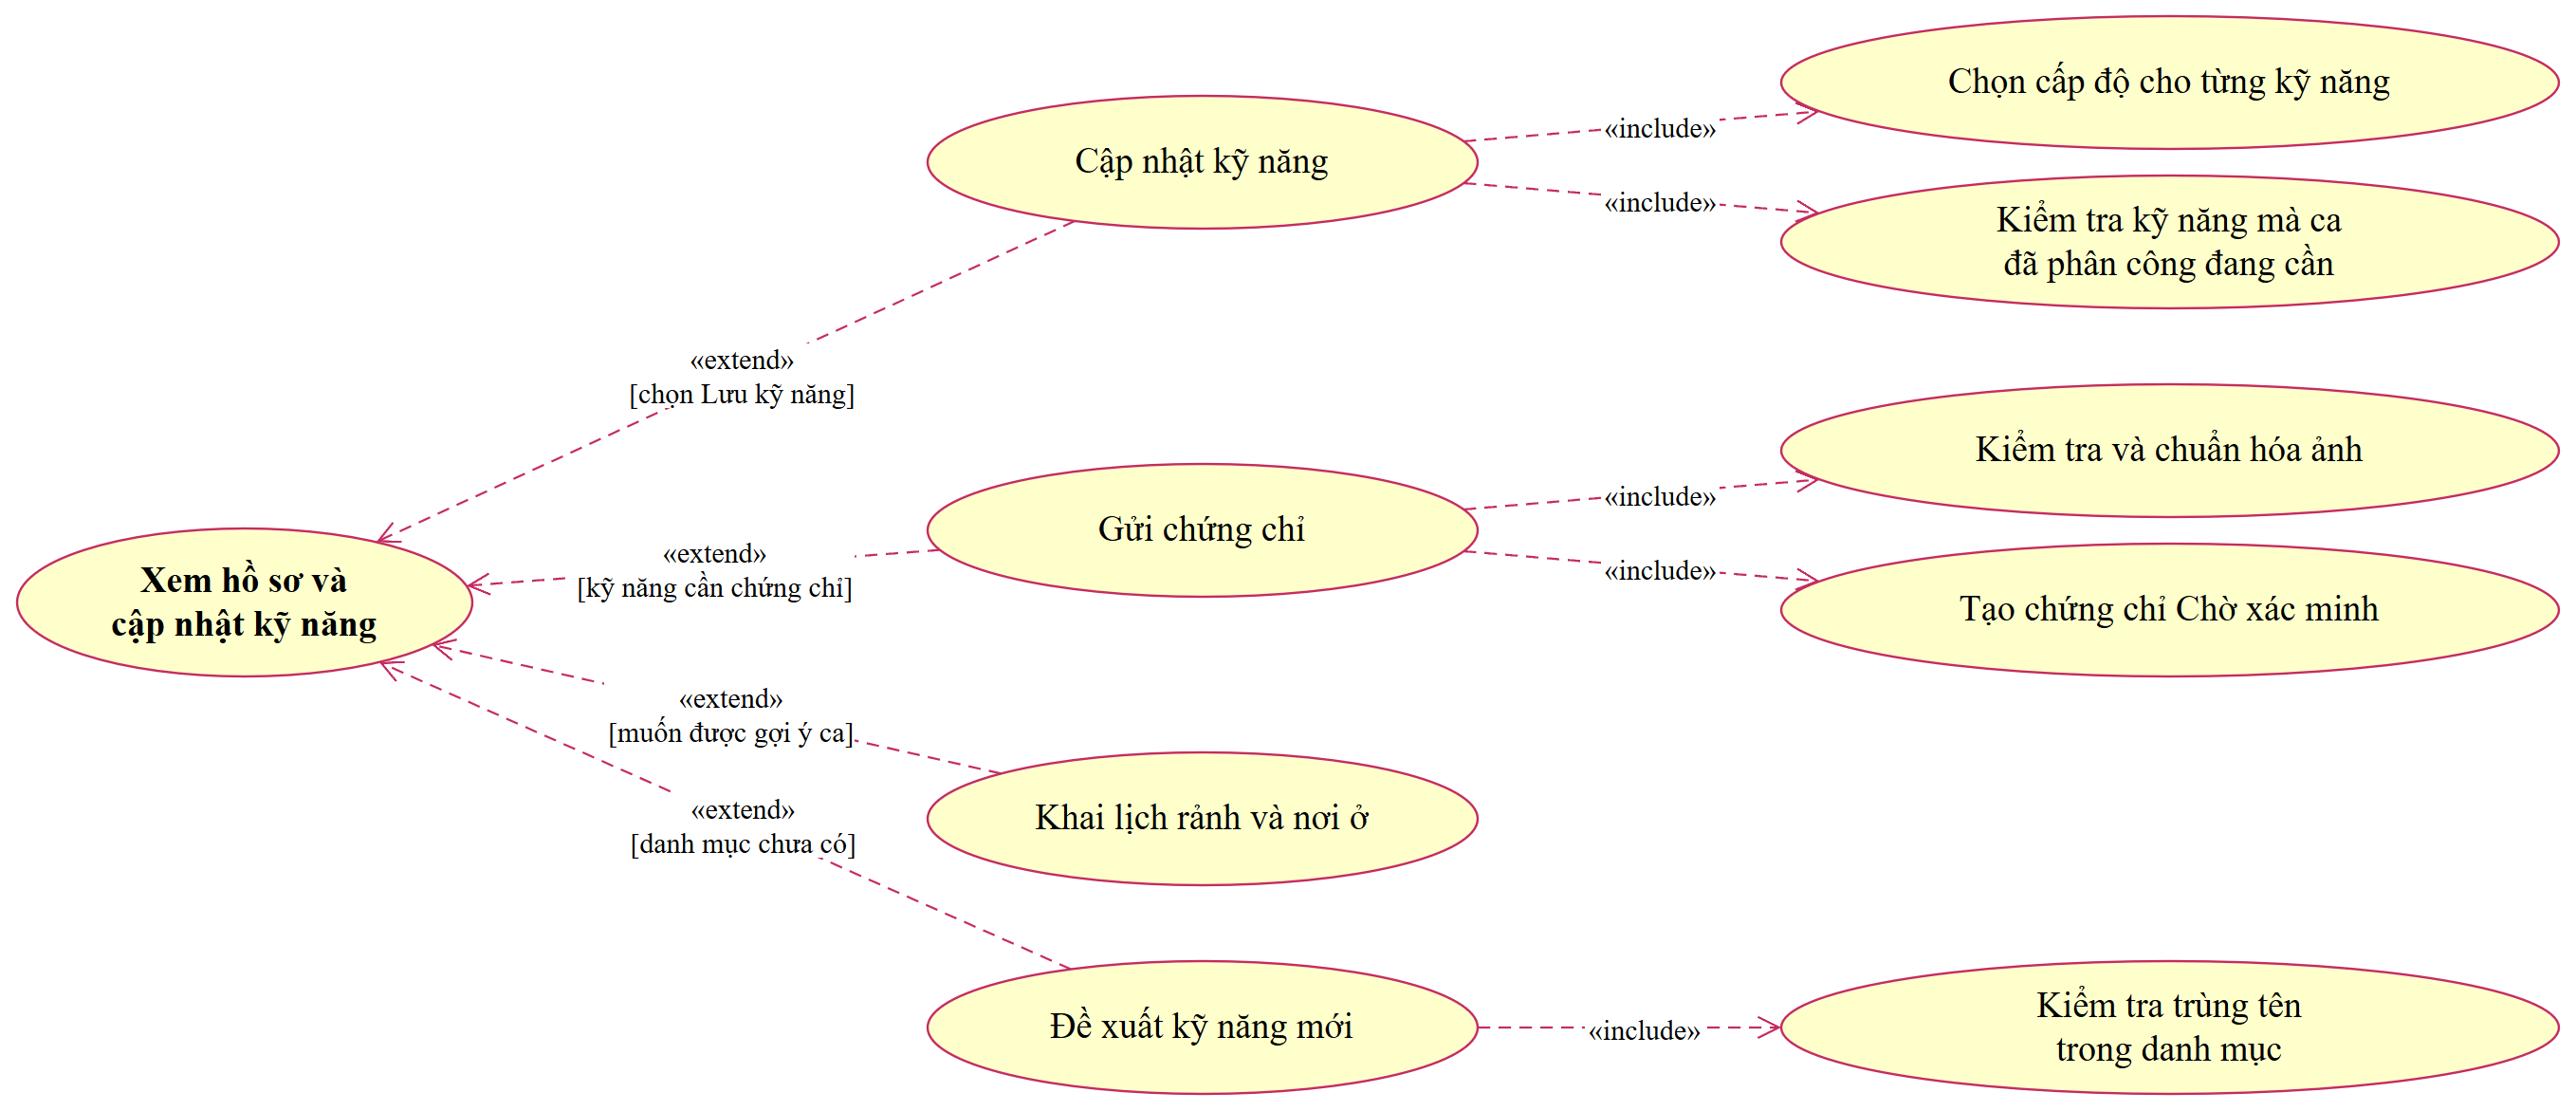 Chọn cấp độ cho từng kỹ năng
Cập nhật kỹ năng
«include»
«include»
Kiểm tra kỹ năng mà ca
đã phân công đang cần
«extend»
[chọn Lưu kỹ năng]
Kiểm tra và chuẩn hóa ảnh
Gửi chứng chỉ
«include»
«include»
Tạo chứng chỉ Chờ xác minh
«extend»
[kỹ năng cần chứng chỉ]
Xem hồ sơ và
cập nhật kỹ năng
«extend»
[muốn được gợi ý ca]
Khai lịch rảnh và nơi ở
«extend»
[danh mục chưa có]
Đề xuất kỹ năng mới
«include»
Kiểm tra trùng tên
trong danh mục